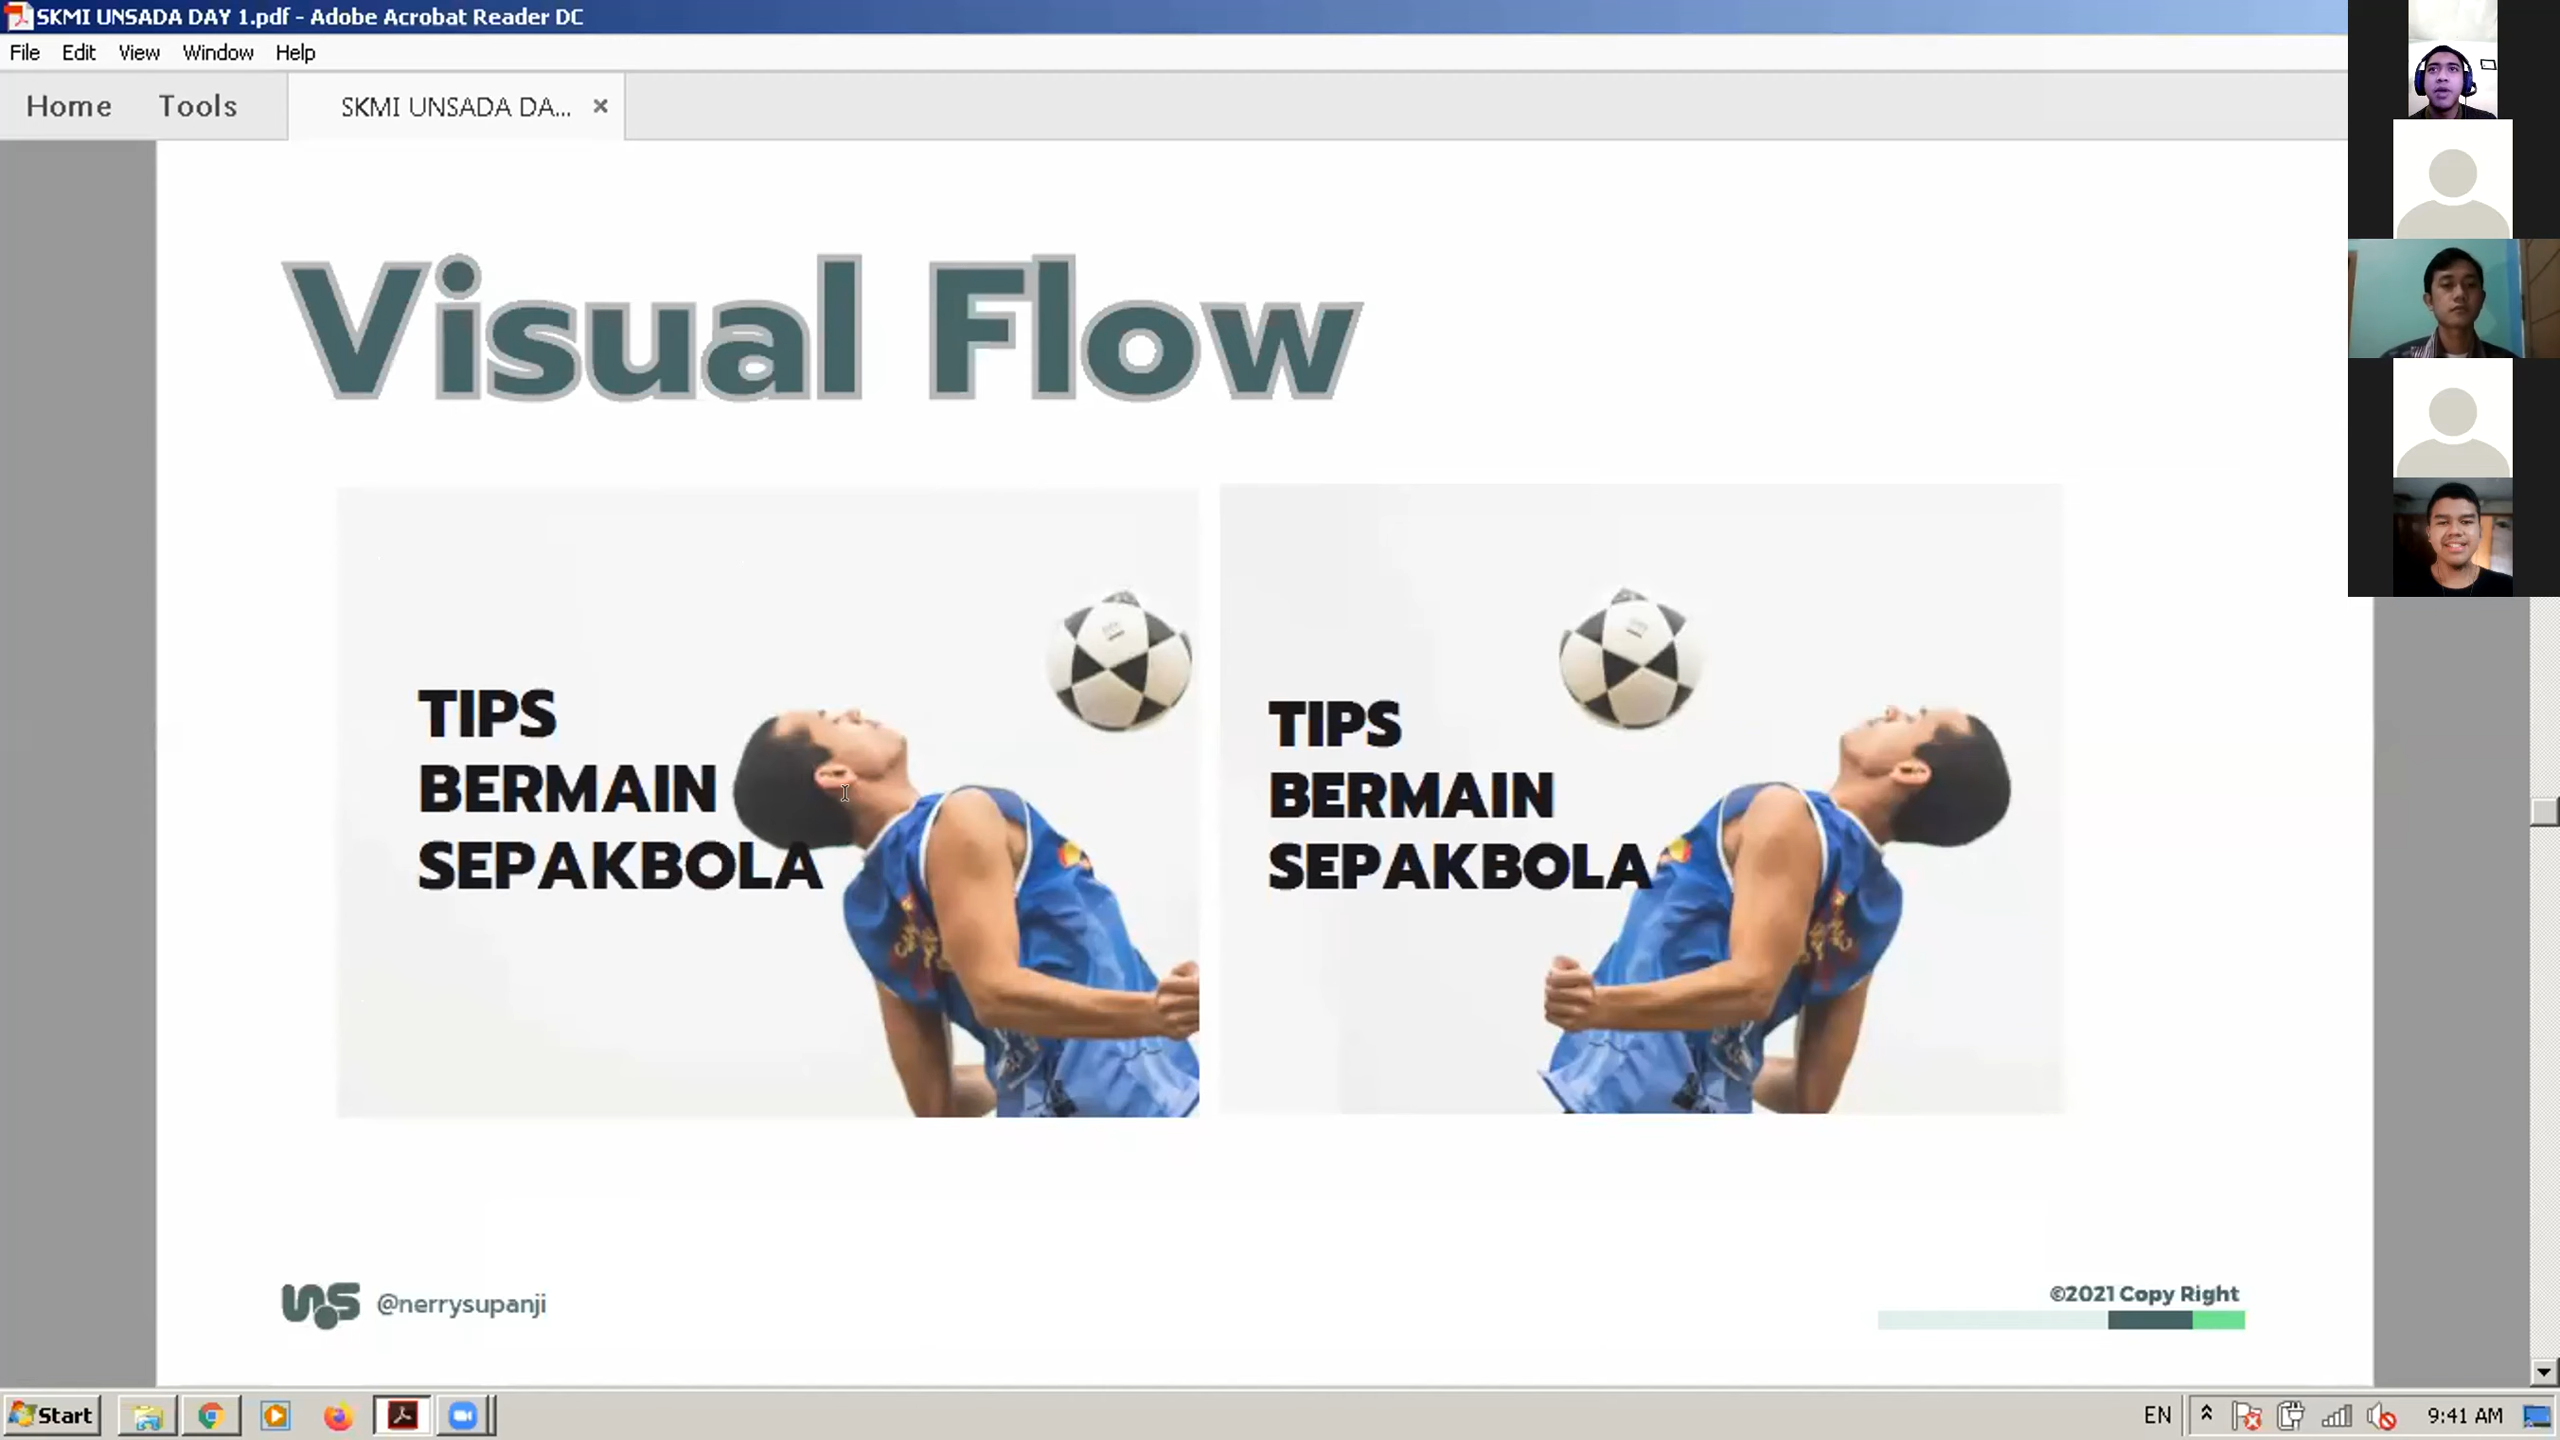 SKMI UNSADA DAY 1.pdf - Adobe Acrobat Reader DC
File Edit View Window Help
Home Tools SKMI UNSADA DA... ×
Visual Flow
TIPS
BERMAIN
SEPAKBOLA
TIPS
BERMAIN
SEPAKBOLA
@nerrysupanji
©2021 Copy Right
Start
EN
9:41 AM